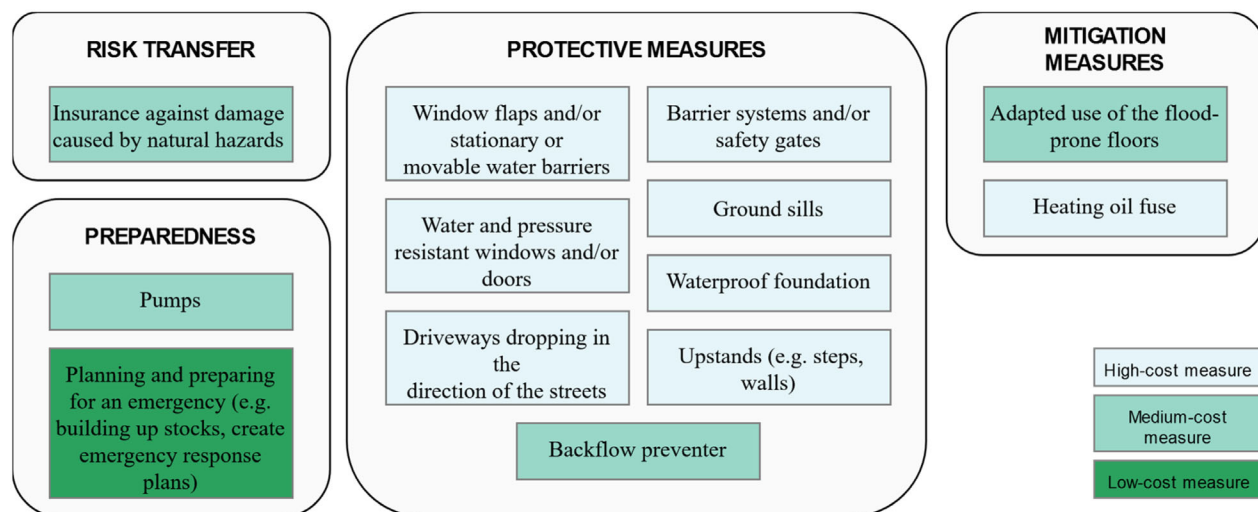 RISK TRANSFER
Insurance against damage
caused by natural hazards
PREPAREDNESS
Pumps
Planning and preparing
for an emergency (e.g.
building up stocks, create
emergency response
plans)
PROTECTIVE MEASURES
Window flaps and/or
stationary or
movable water barriers
Barrier systems and/or
safety gates
Water and pressure
resistant windows and/or
doors
Ground sills
Waterproof foundation
Driveways dropping in
the
direction of the streets
Upstands (e.g. steps,
walls)
Backflow preventer
MITIGATION
MEASURES
Adapted use of the flood-
prone floors
Heating oil fuse
High-cost measure
Medium-cost
measure
Low-cost measure